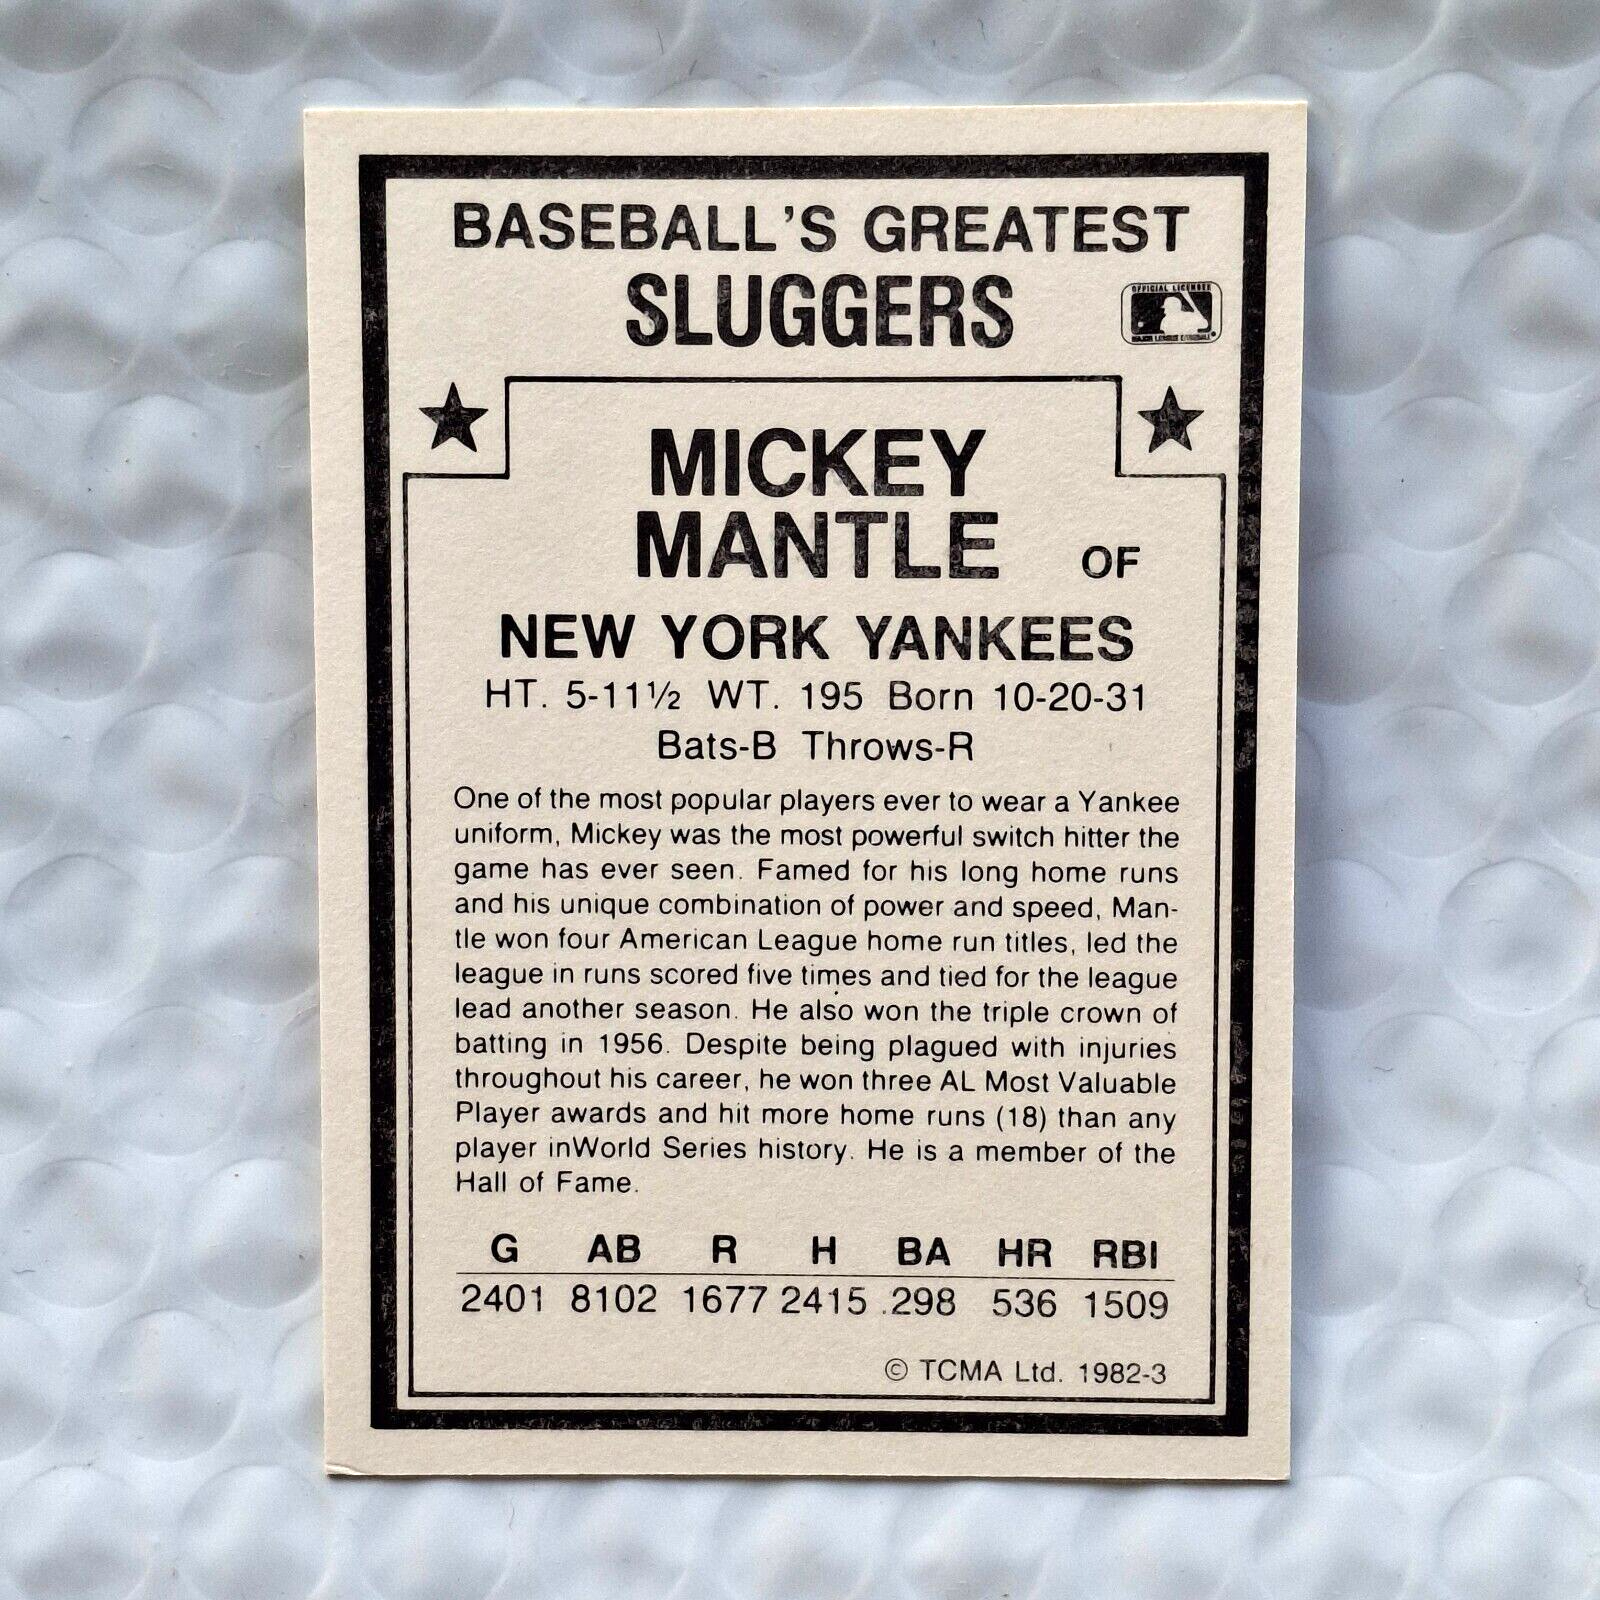 BASEBALL'S GREATEST
SLUGGERS
OFFICIAL LICENSEE
MAJOR LEAGUE BASEBALL
MICKEY
MANTLE OF
NEW YORK YANKEES
HT. 5-11½ WT. 195 Born 10-20-31
Bats-B Throws-R
One of the most popular players ever to wear a Yankee
uniform, Mickey was the most powerful switch hitter the
game has ever seen. Famed for his long home runs
and his unique combination of power and speed, Man-
tle won four American League home run titles, led the
league in runs scored five times and tied for the league
lead another season. He also won the triple crown of
batting in 1956. Despite being plagued with injuries
throughout his career, he won three AL Most Valuable
Player awards and hit more home runs (18) than any
player inWorld Series history. He is a member of the
Hall of Fame.
G AB R H BA HR RBI
2401 8102 1677 2415 .298 536 1509
© TCMA Ltd. 1982-3